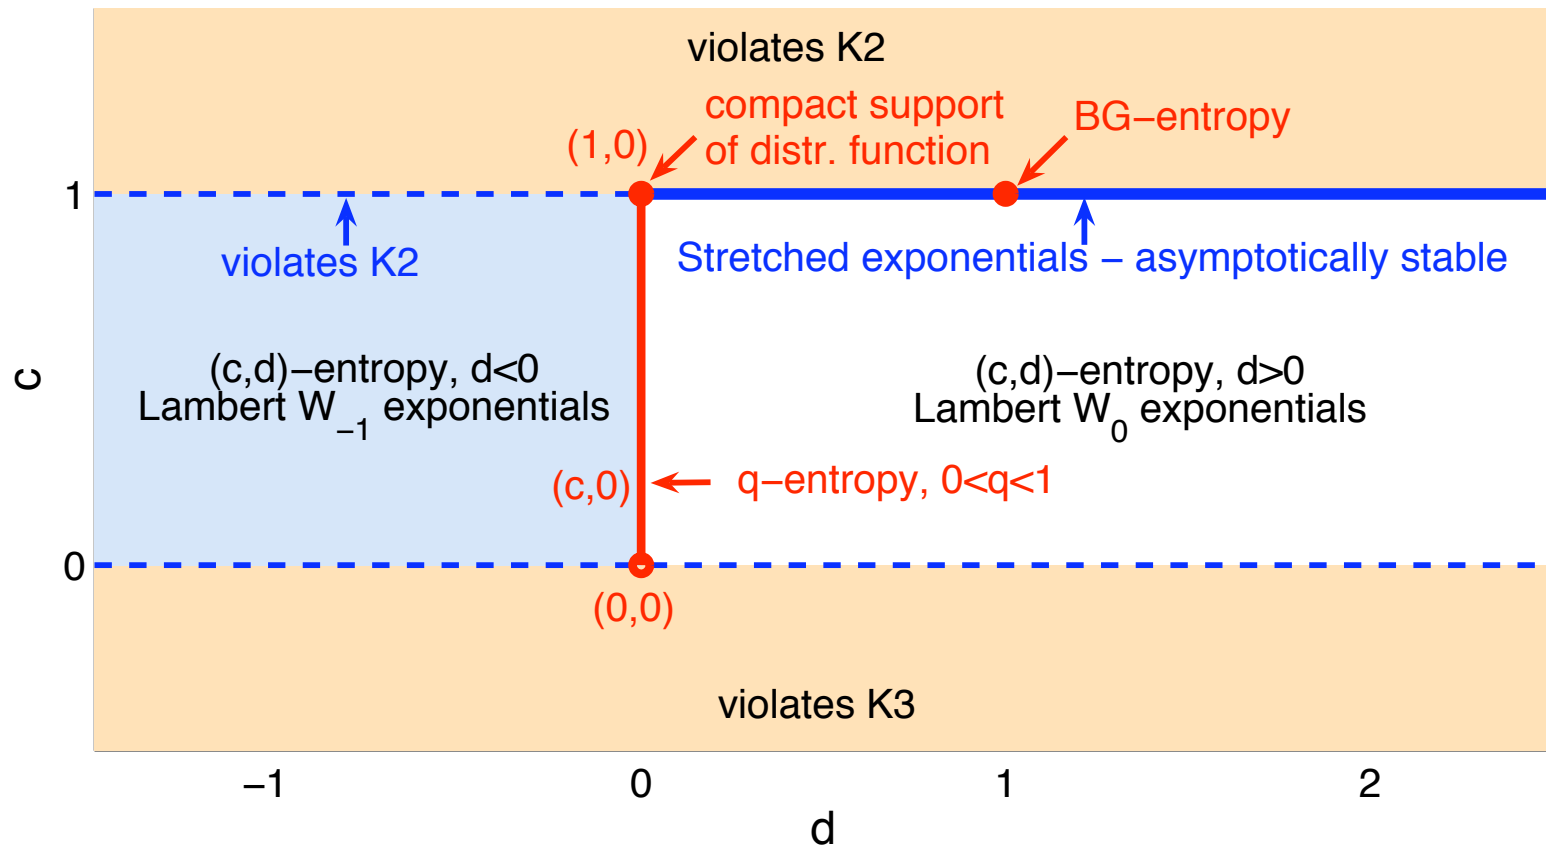 violates K2
compact support
of distr. function
(1,0)
BG−entropy
1
violates K2
Stretched exponentials − asymptotically stable
c
(c,d)−entropy, d<0
Lambert W−1 exponentials
(c,d)−entropy, d>0
Lambert W0 exponentials
(c,0)
q−entropy, 0<q<1
0
(0,0)
violates K3
−1
0
1
2
d